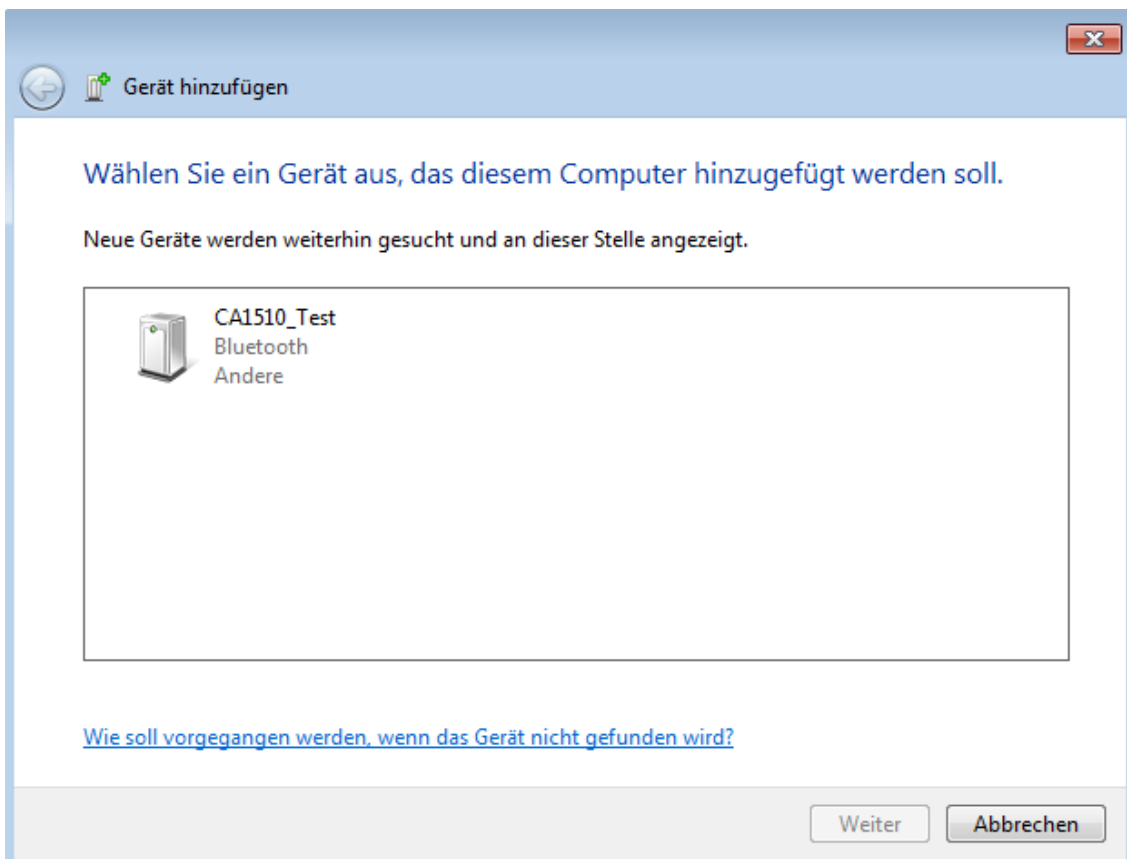 Gerät hinzufügen
Wählen Sie ein Gerät aus, das diesem Computer hinzugefügt werden soll.
Neue Geräte werden weiterhin gesucht und an dieser Stelle angezeigt.
CA1510_Test
Bluetooth
Andere
Wie soll vorgegangen werden, wenn das Gerät nicht gefunden wird?
Weiter Abbrechen